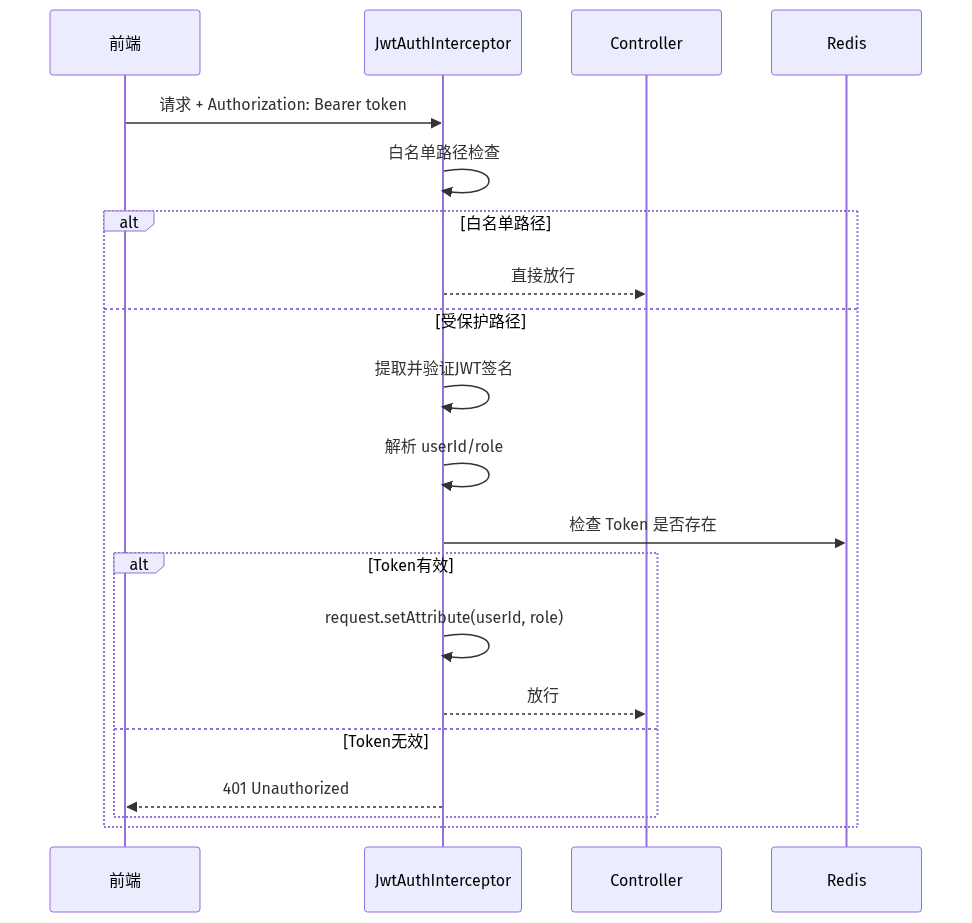 前端
JwtAuthInterceptor
Controller
Redis
请求 + Authorization: Bearer token
白名单路径检查
alt
[白名单路径]
直接放行
[受保护路径]
提取并验证JWT签名
解析 userId/role
检查 Token 是否存在
alt
[Token有效]
request.setAttribute(userId, role)
放行
[Token无效]
401 Unauthorized
前端
JwtAuthInterceptor
Controller
Redis